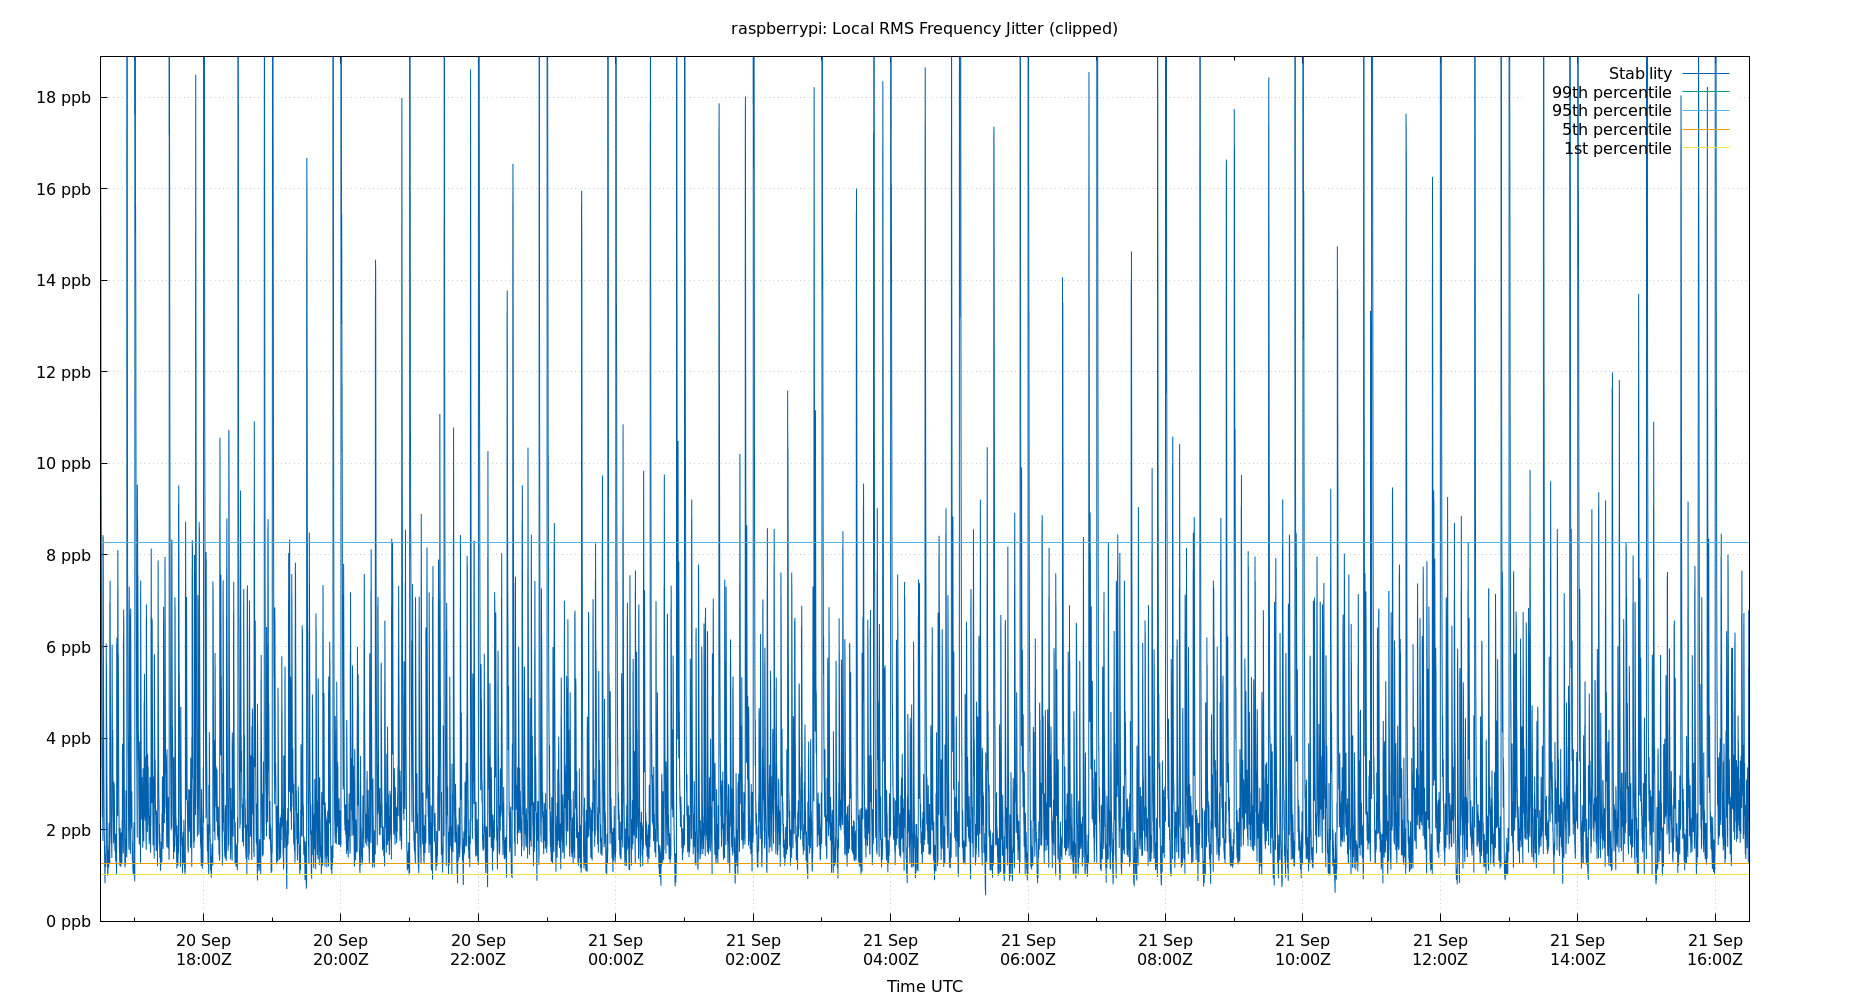 raspberrypi: Local RMS Frequency Jitter (clipped)
Stability
99th percentile
95th percentile
5th percentile
1st percentile
18 ppb
16 ppb
14 ppb
12 ppb
10 ppb
8 ppb
6 ppb
4 ppb
2 ppb
0 ppb
20 Sep 20 Sep 20 Sep 21 Sep 21 Sep 21 Sep 21 Sep 21 Sep 21 Sep 21 Sep 21 Sep 21 Sep
18:00Z 20:00Z 22:00Z 00:00Z 02:00Z 04:00Z 06:00Z 08:00Z 10:00Z 12:00Z 14:00Z 16:00Z
Time UTC